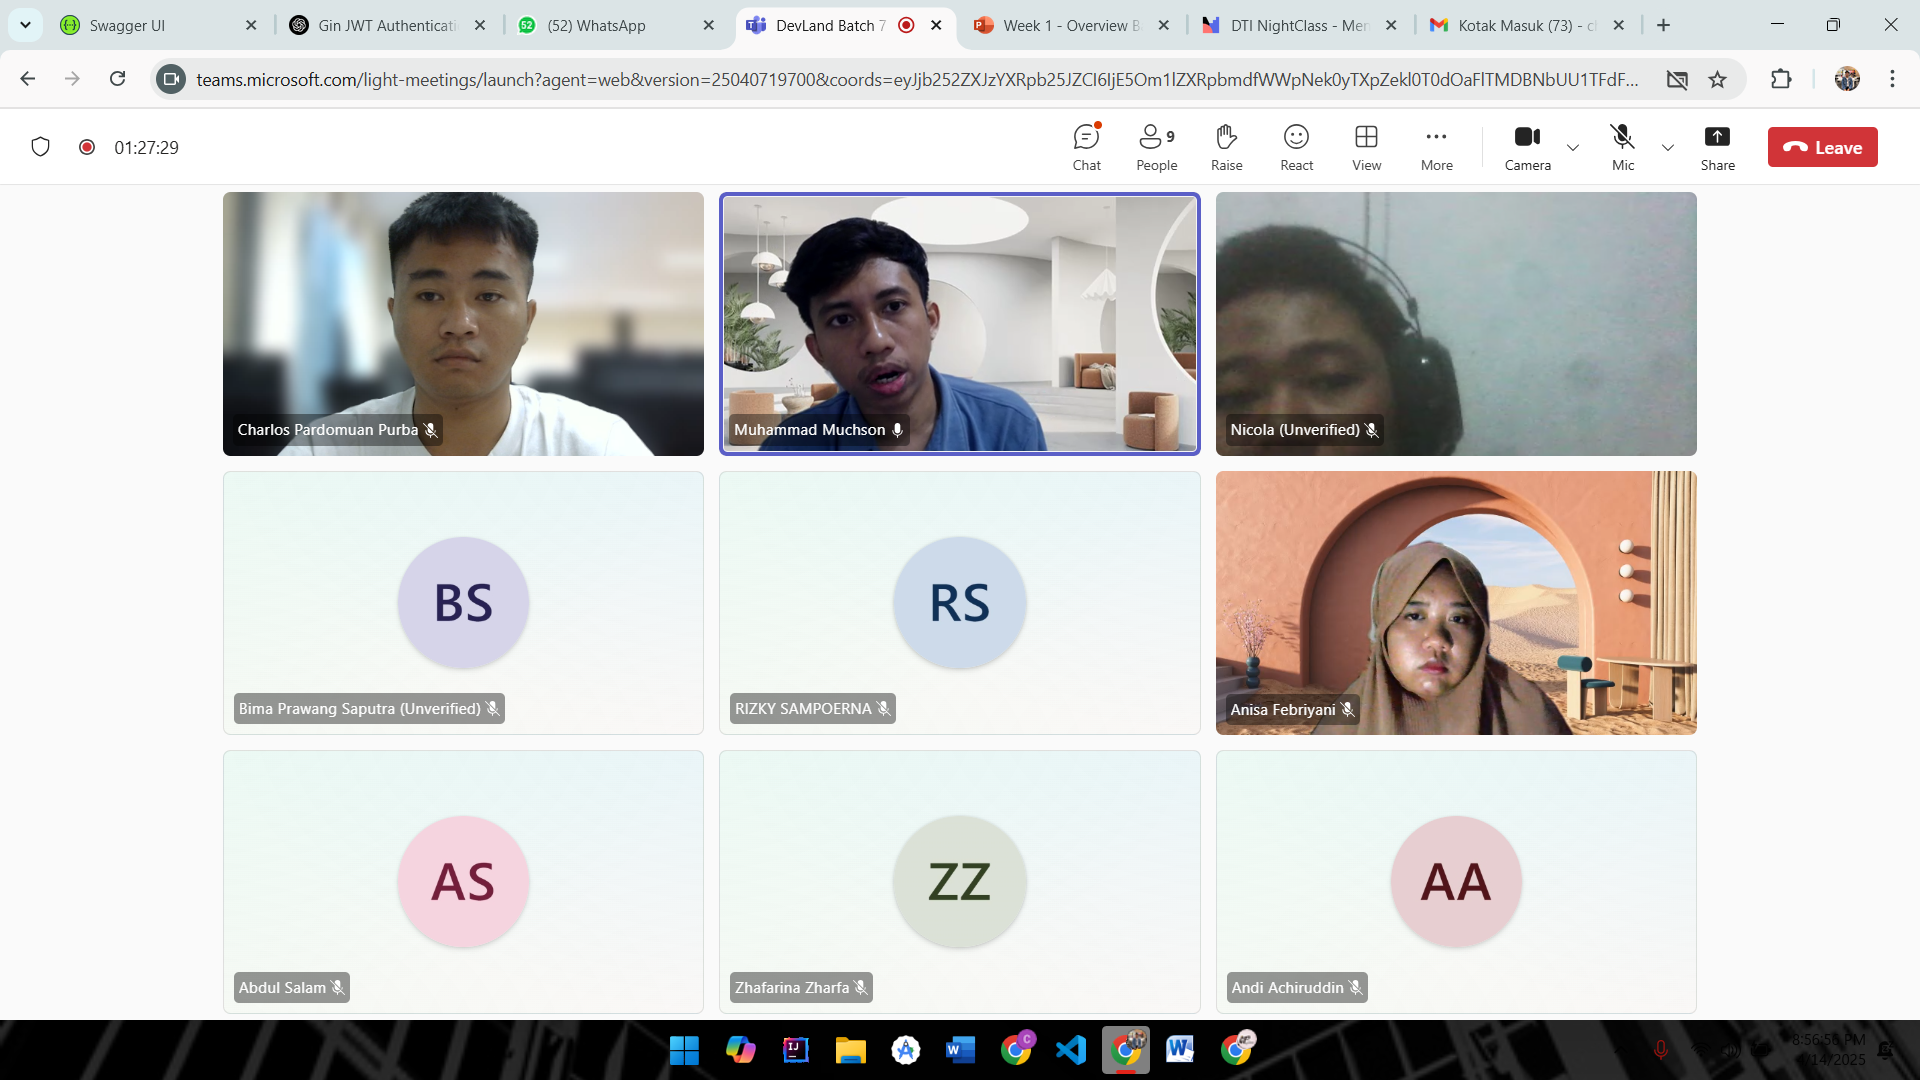 Swagger UI
Gin JWT Authenticati
(52) WhatsApp
DevLand Batch 7
Week 1 - Overview B
DTI NightClass - Mer
Kotak Masuk (73) - c
teams.microsoft.com/light-meetings/launch?agent=web&version=25040719700&coords=eyJjb252ZXJzYXRpb25JZCI6IjE5Om1lZXRpbmdfWWpNek0yTXpZekl0T0dOaFlTMDBNbUU1TFdF...
01:27:29
Chat
People 9
Raise
React
View
More
Camera
Mic
Share
Leave
Charlos Pardomuan Purba
Muhammad Muchson
Nicola (Unverified)
BS
Bima Prawang Saputra (Unverified)
RS
RIZKY SAMPOERNA
Anisa Febriyani
AS
Abdul Salam
ZZ
Zhafarina Zharfa
AA
Andi Achiruddin
8:56:56 PM
4/14/2025